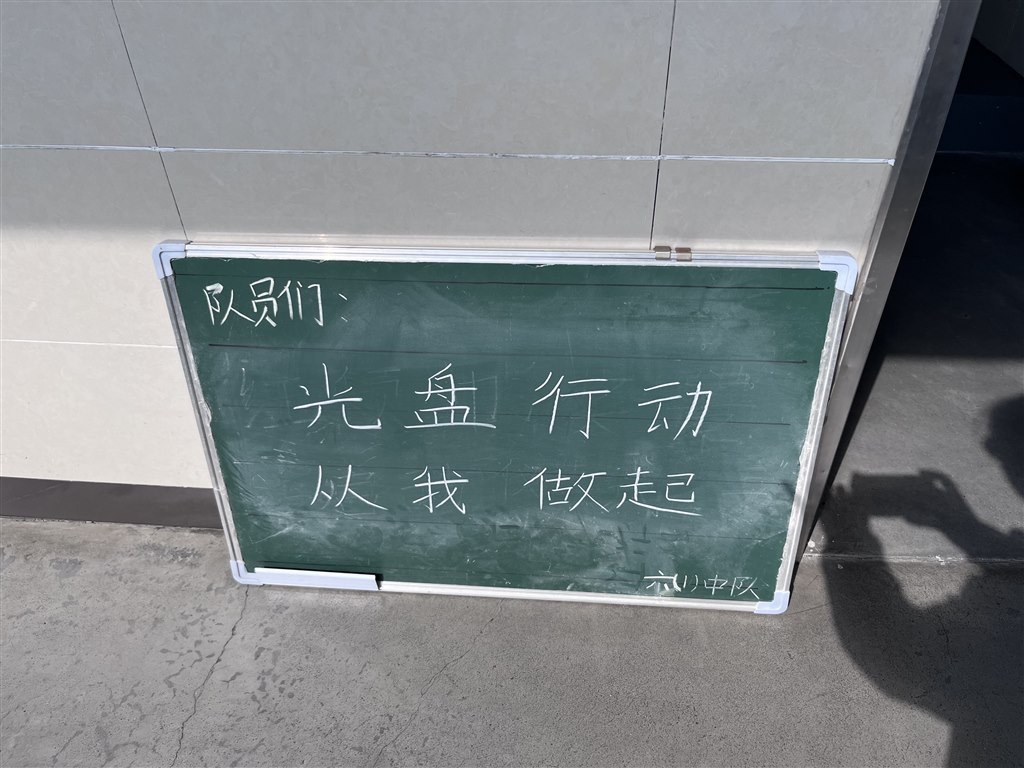 队员们：
光盘行动
从我做起
六(1)中队